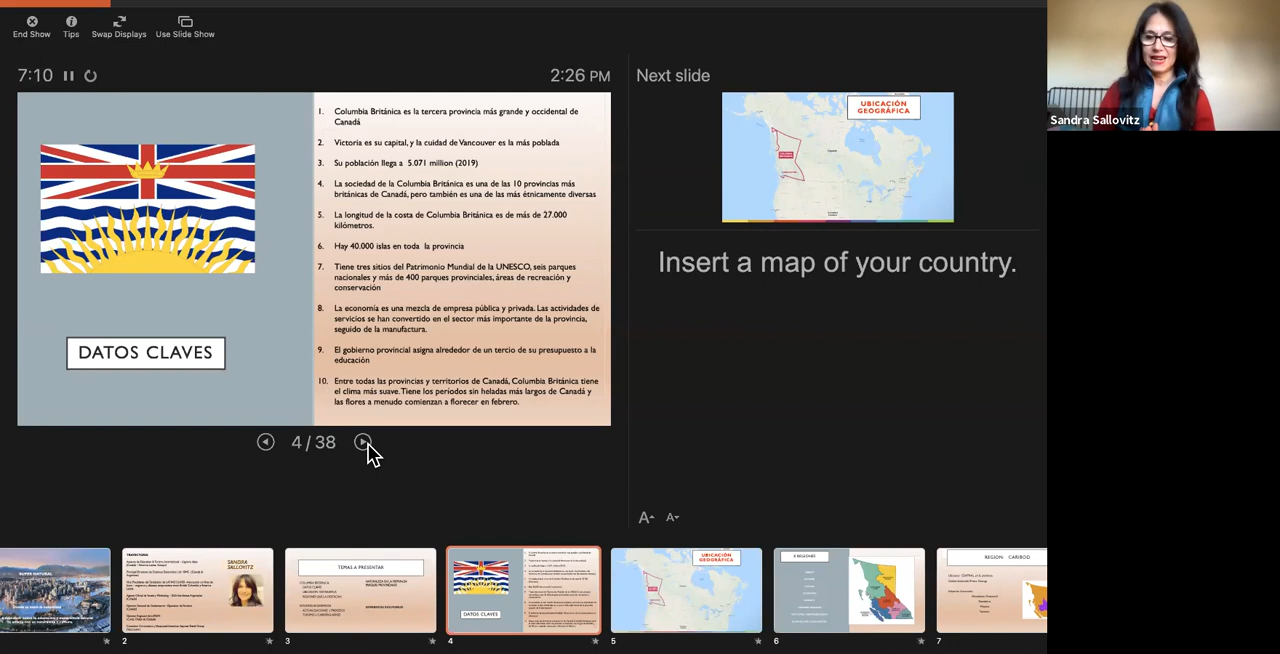 End Show
Tips
Swap Displays
Use Slide Show
Sandra Sallovitz
7:10
2:26 PM
Next slide
1. Columbia Británica es la tercera provincia más grande y occidental de
Canadá
2. Victoria es su capital, y la cuidad de Vancouver es la más poblada
3. Su población llega a 5.071 million (2019)
4. La sociedad de la Columbia Británica es una de las 10 provincias más
británicas de Canadá, pero también es una de las más étnicamente diversas
5. La longitud de la costa de Columbia Británica es de más de 27.000
kilómetros.
6. Hay 40.000 islas en toda la provincia
7. Tiene tres sitios del Patrimonio Mundial de la UNESCO, seis parques
nacionales y más de 400 parques provinciales, áreas de recreación y
conservación
8. La economía es una mezcla de empresa pública y privada. Las actividades de
servicios se han convertido en el sector más importante de la provincia,
seguido de la manufactura.
9. El gobierno provincial asigna alrededor de un tercio de su presupuesto a la
educación
10. Entre todas las provincias y territorios de Canadá, Columbia Británica tiene
el clima más suave. Tiene los períodos sin heladas más largos de Canadá y
las flores a menudo comienzan a florecer en febrero.
DATOS CLAVES
UBICACIÓN
GEOGRÁFICA
Insert a map of your country.
4 / 38
A A
SUPER NATURAL
SANDRA
SALLOVITZ
TEMAS A PRESENTAR
DATOS CLAVES
UBICACIÓN
GEOGRÁFICA
6 REGIONES
REGION: CARIBOO
2
3
4
5
6
7